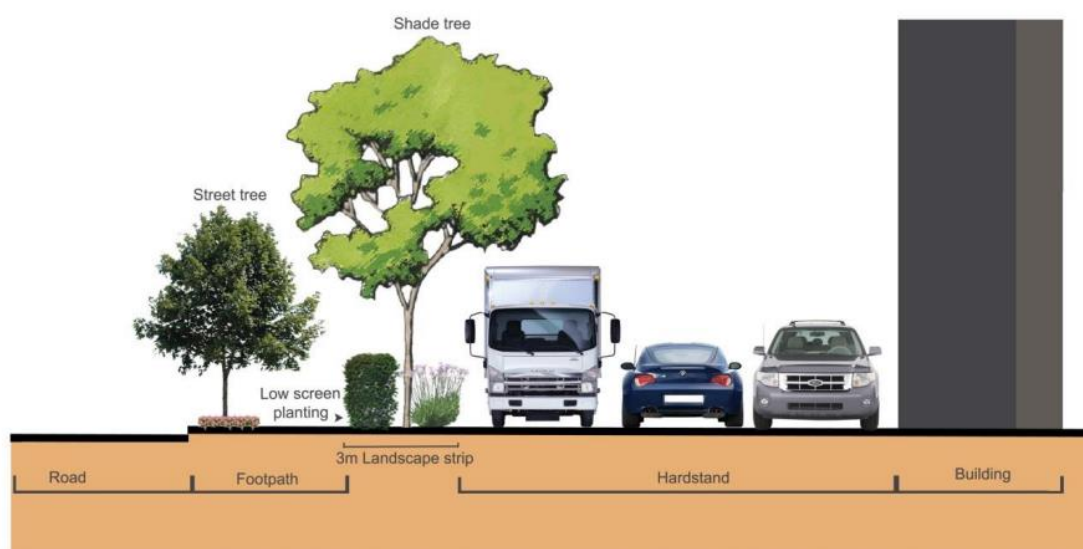 Shade tree
Street tree
Low screen
planting
3m Landscape strip
Road
Footpath
Hardstand
Building